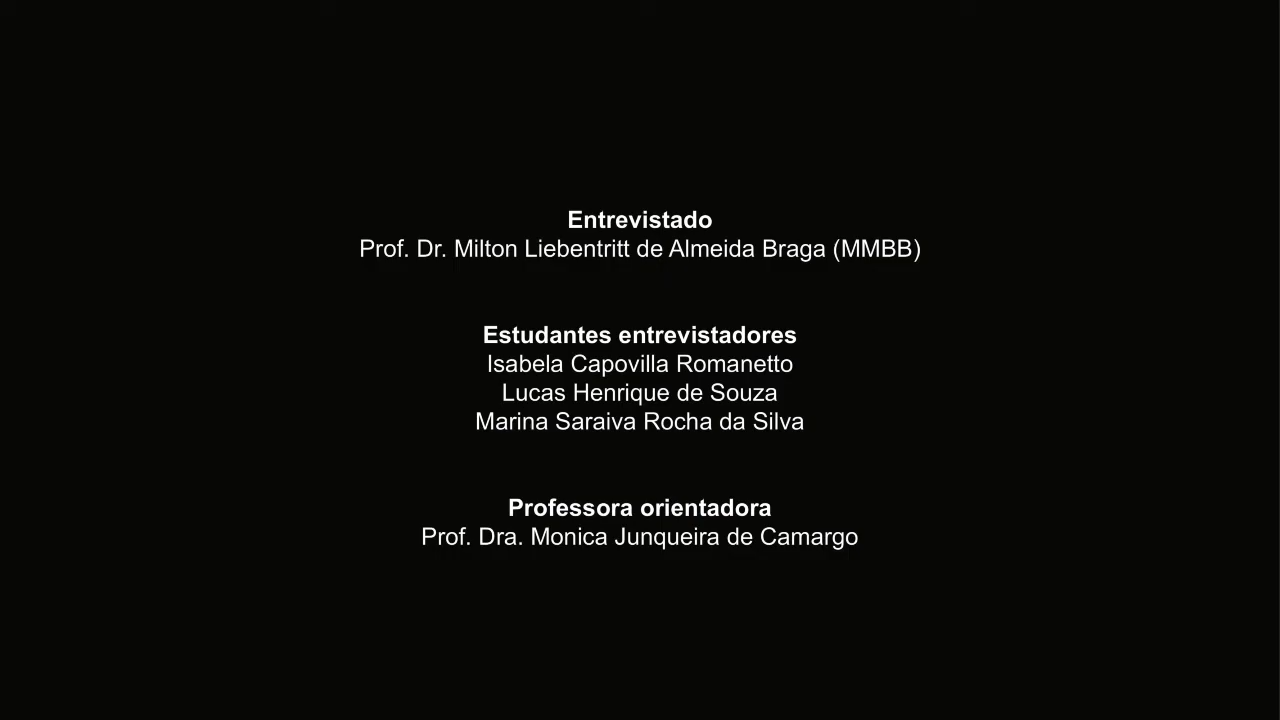 Entrevistado
Prof. Dr. Milton Liebentritt de Almeida Braga (MMBB)
Estudantes entrevistadores
Isabela Capovilla Romanetto
Lucas Henrique de Souza
Marina Saraiva Rocha da Silva
Professora orientadora
Prof. Dra. Monica Junqueira de Camargo